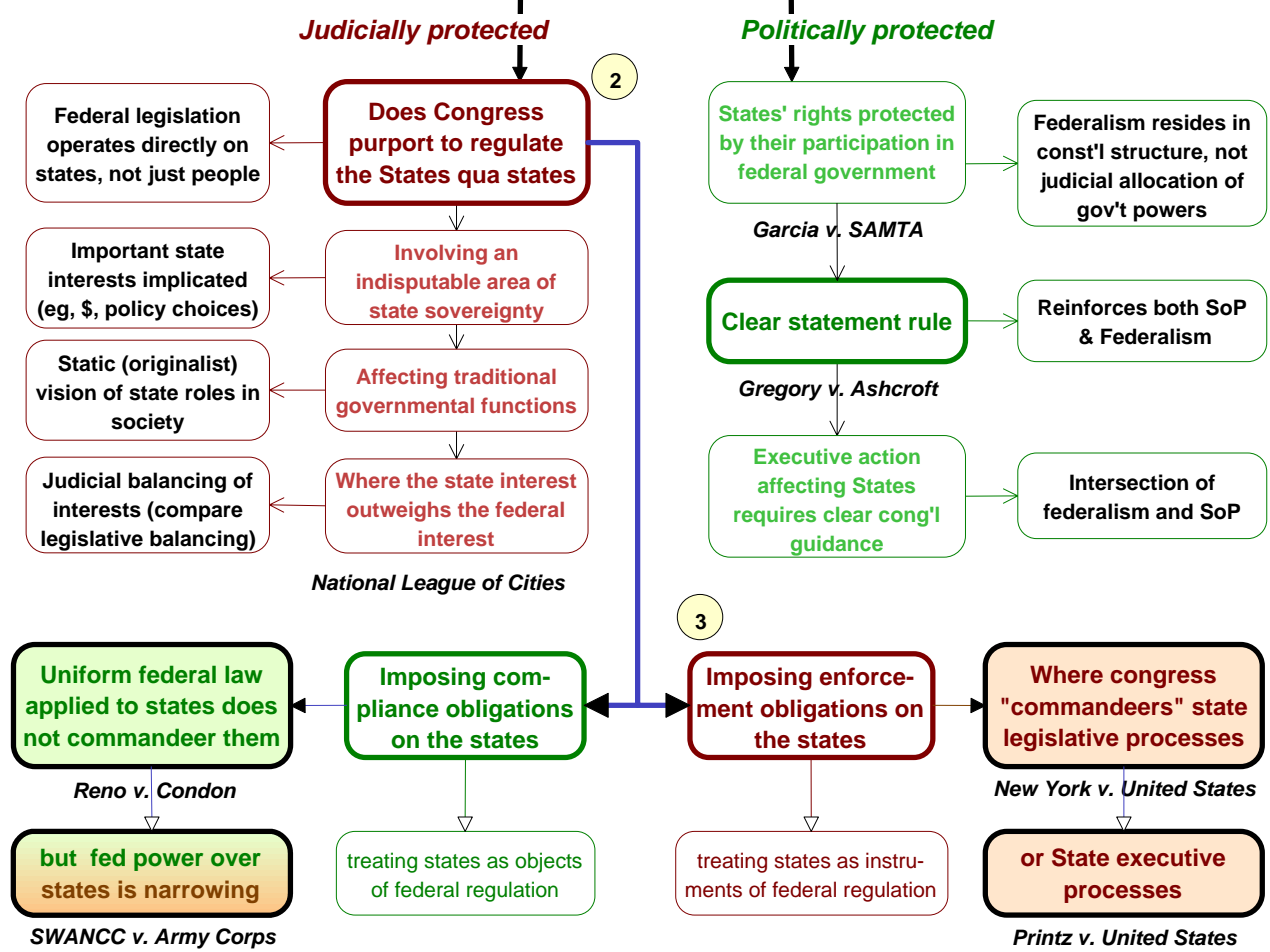 Judicially protected
Politically protected
2
Federal legislation
operates directly on
states, not just people
Does Congress
purport to regulate
the States qua states
States' rights protected
by their participation in
federal government
Federalism resides in
const'l structure, not
judicial allocation of
gov't powers
Garcia v. SAMTA
Important state
interests implicated
(eg, $, policy choices)
Involving an
indisputable area of
state sovereignty
Clear statement rule
Reinforces both SoP
& Federalism
Static (originalist)
vision of state roles in
society
Affecting traditional
governmental functions
Gregory v. Ashcroft
Judicial balancing of
interests (compare
legislative balancing)
Where the state interest
outweighs the federal
interest
Executive action
affecting States
requires clear cong'l
guidance
Intersection of
federalism and SoP
National League of Cities
3
Uniform federal law
applied to states does
not commandeer them
Imposing com-
pliance obligations
on the states
Imposing enforce-
ment obligations on
the states
Where congress
"commandeers" state
legislative processes
Reno v. Condon
New York v. United States
but fed power over
states is narrowing
treating states as objects
of federal regulation
treating states as instru-
ments of federal regulation
or State executive
processes
SWANCC v. Army Corps
Printz v. United States